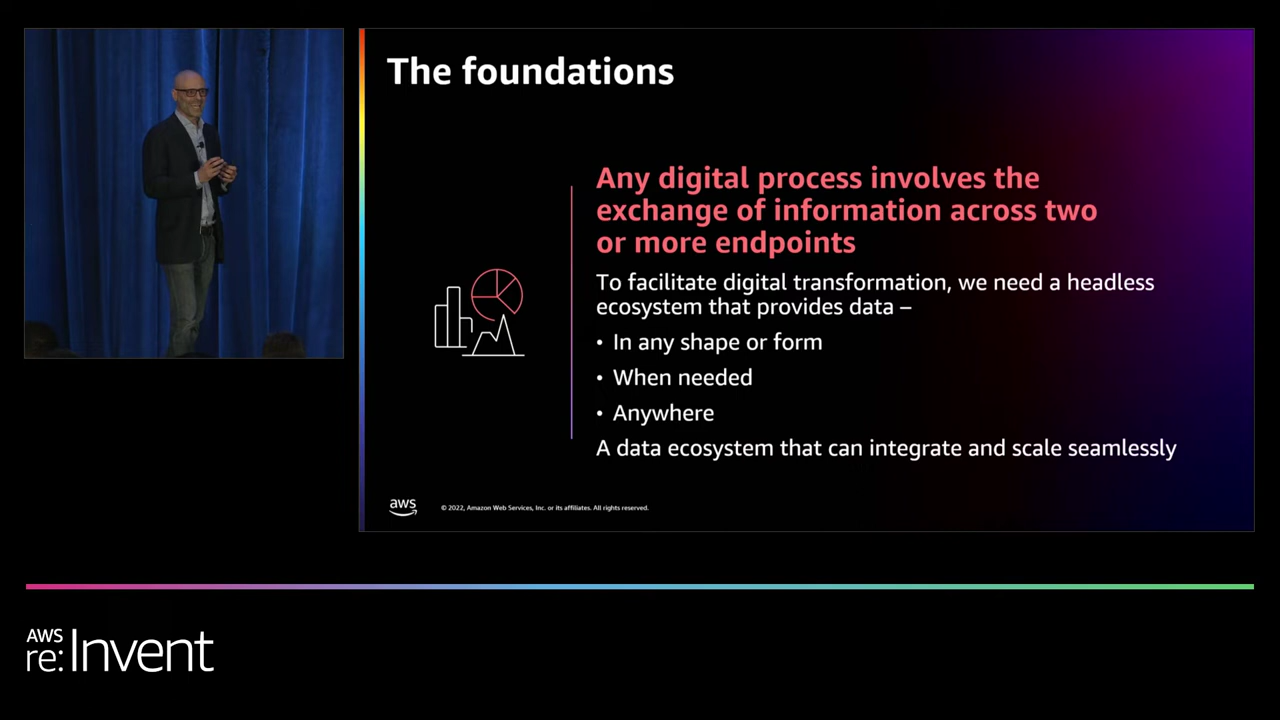 The foundations
Any digital process involves the
exchange of information across two
or more endpoints
To facilitate digital transformation, we need a headless
ecosystem that provides data –
• In any shape or form
• When needed
• Anywhere
A data ecosystem that can integrate and scale seamlessly
aws
© 2022, Amazon Web Services, Inc. or its affiliates. All rights reserved.
AWS
re:Invent